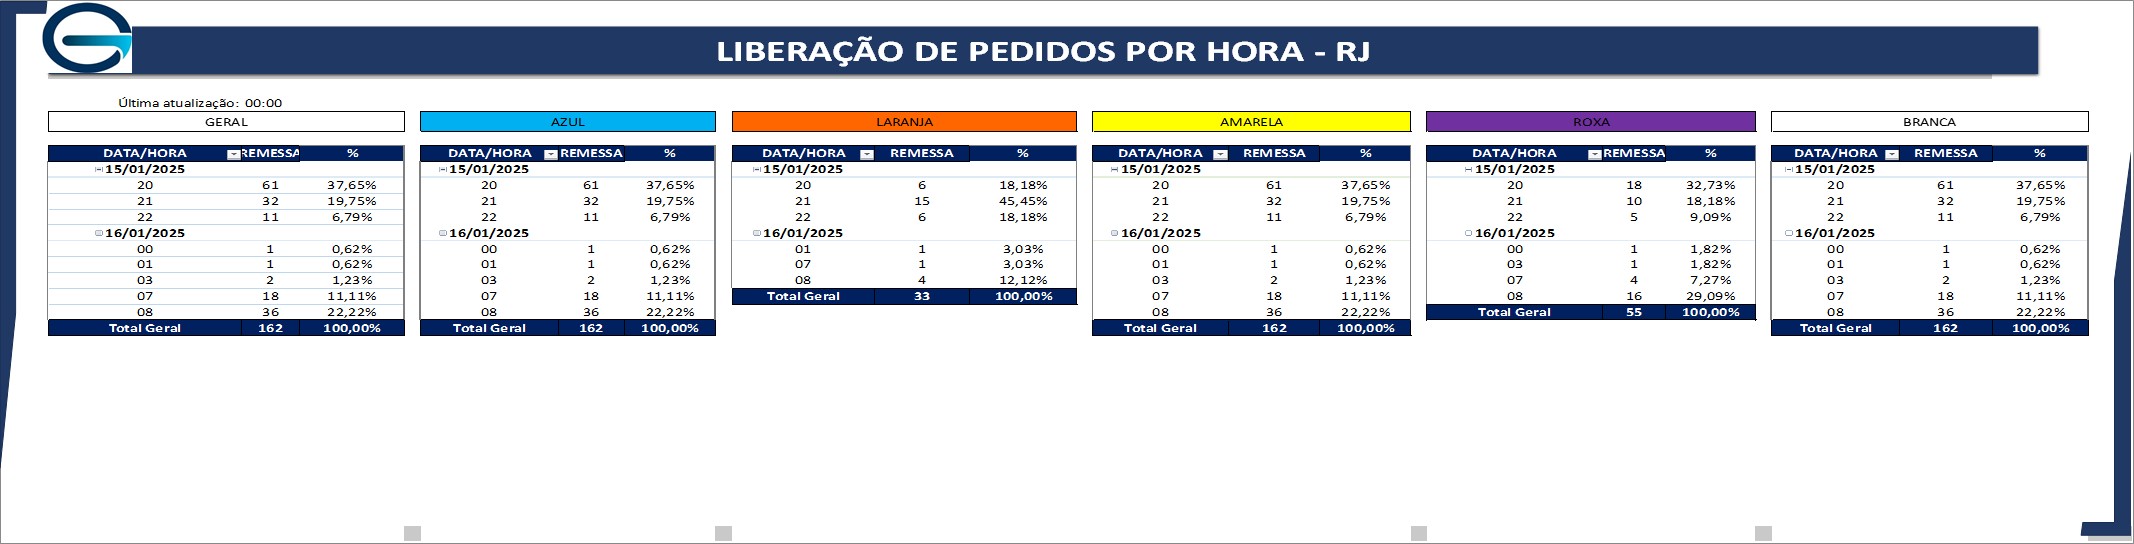 LIBERAÇÃO DE PEDIDOS POR HORA - RJ
Última atualização: 00:00
GERAL
DATA/HORA REMESSA %
15/01/2025
20 61 37,65%
21 32 19,75%
22 11 6,79%
16/01/2025
00 1 0,62%
01 1 0,62%
03 2 1,23%
07 18 11,11%
08 36 22,22%
Total Geral 162 100,00%
AZUL
DATA/HORA REMESSA %
15/01/2025
20 61 37,65%
21 32 19,75%
22 11 6,79%
16/01/2025
00 1 0,62%
01 1 0,62%
03 2 1,23%
07 18 11,11%
08 36 22,22%
Total Geral 162 100,00%
LARANJA
DATA/HORA REMESSA %
15/01/2025
20 6 18,18%
21 15 45,45%
22 6 18,18%
16/01/2025
01 1 3,03%
07 1 3,03%
08 4 12,12%
Total Geral 33 100,00%
AMARELA
DATA/HORA REMESSA %
15/01/2025
20 61 37,65%
21 32 19,75%
22 11 6,79%
16/01/2025
00 1 0,62%
01 1 0,62%
03 2 1,23%
07 18 11,11%
08 36 22,22%
Total Geral 162 100,00%
ROXA
DATA/HORA REMESSA %
15/01/2025
20 18 32,73%
21 10 18,18%
22 5 9,09%
16/01/2025
00 1 1,82%
03 1 1,82%
07 4 7,27%
08 16 29,09%
Total Geral 55 100,00%
BRANCA
DATA/HORA REMESSA %
15/01/2025
20 61 37,65%
21 32 19,75%
22 11 6,79%
16/01/2025
00 1 0,62%
01 1 0,62%
03 2 1,23%
07 18 11,11%
08 36 22,22%
Total Geral 162 100,00%